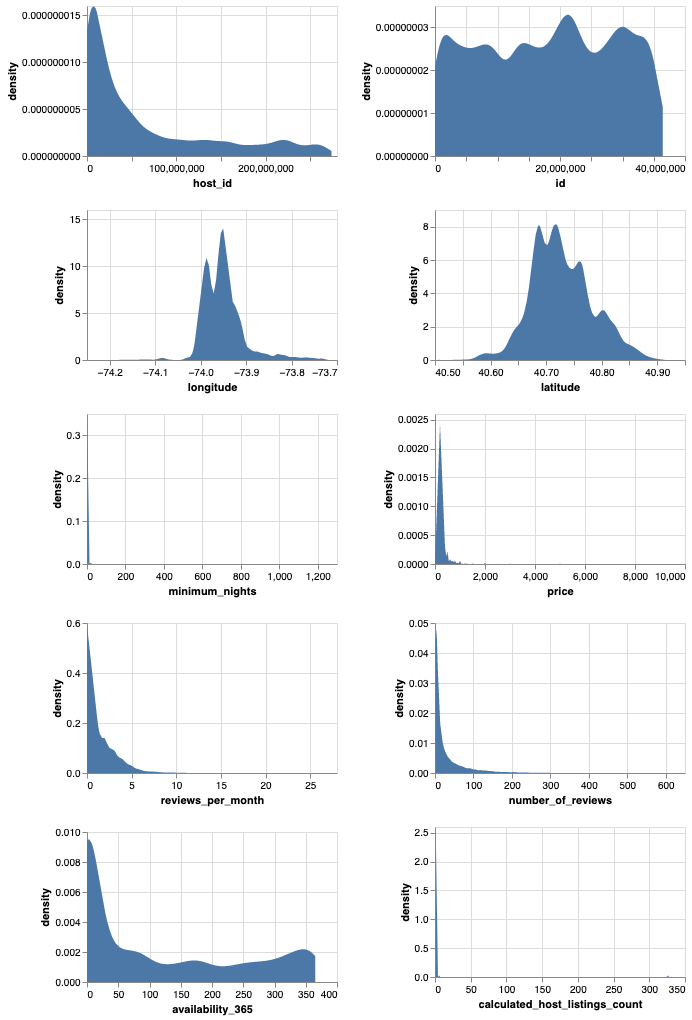 0.000000015
0.000000010
0.000000005
0.000000000
density
0 100,000,000 200,000,000
host_id
0.00000003
0.00000002
0.00000001
0.00000000
density
0 20,000,000 40,000,000
id
15
10
5
0
density
−74.2 −74.1 −74.0 −73.9 −73.8 −73.7
longitude
8
6
4
2
0
density
40.50 40.60 40.70 40.80 40.90
latitude
0.3
0.2
0.1
0.0
density
0 200 400 600 800 1,000 1,200
minimum_nights
0.0025
0.0020
0.0015
0.0010
0.0005
0.0000
density
0 2,000 4,000 6,000 8,000 10,000
price
0.6
0.4
0.2
0.0
density
0 5 10 15 20 25
reviews_per_month
0.05
0.04
0.03
0.02
0.01
0.00
density
0 100 200 300 400 500 600
number_of_reviews
0.010
0.008
0.006
0.004
0.002
0.000
density
0 50 100 150 200 250 300 350 400
availability_365
2.5
2.0
1.5
1.0
0.5
0.0
density
0 50 100 150 200 250 300 350
calculated_host_listings_count